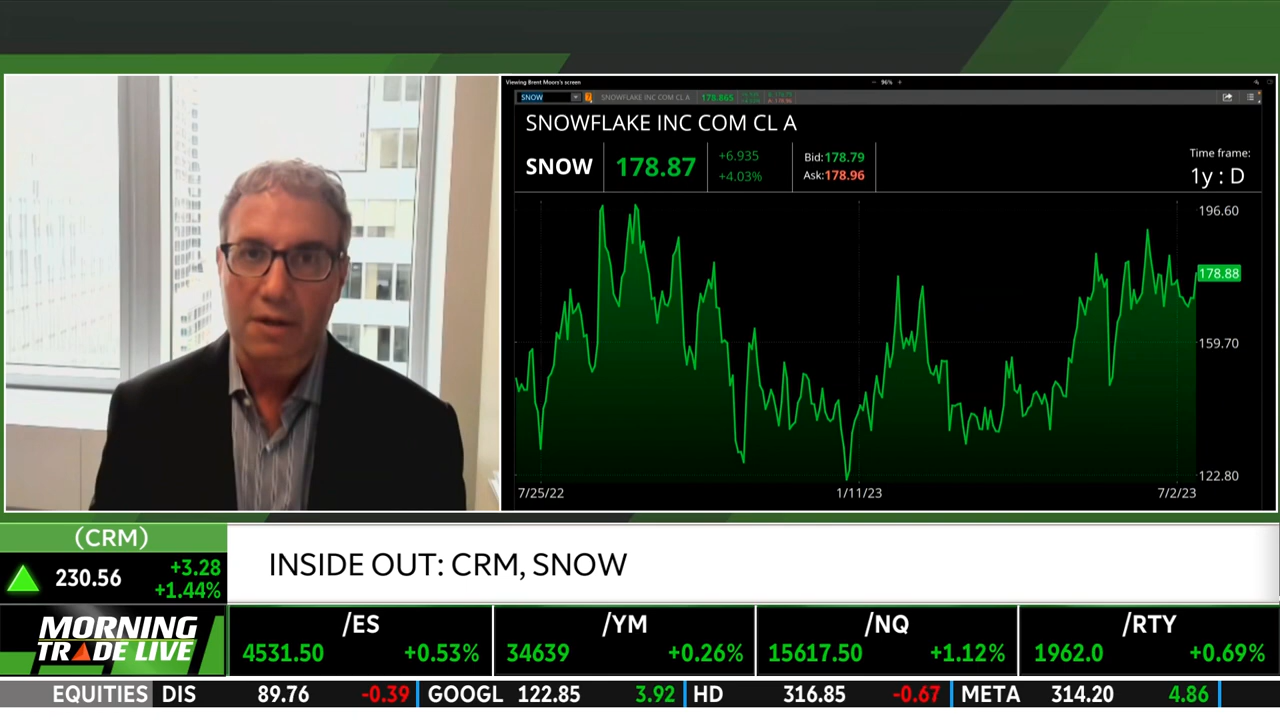 Viewing Brent Moors's screen
96%
SNOW
SNOWFLAKE INC COM CL A
178.865
SNOWFLAKE INC COM CL A
SNOW
178.87
+6.935
+4.03%
Bid:178.79
Ask:178.96
Time frame:
1y : D
196.60
178.88
159.70
122.80
7/25/22
1/11/23
7/2/23
(CRM)
230.56
+3.28
+1.44%
INSIDE OUT: CRM, SNOW
MORNING
TRADE LIVE
/ES
4531.50 +0.53%
/YM
34639 +0.26%
/NQ
15617.50 +1.12%
/RTY
1962.0 +0.69%
EQUITIES DIS 89.76 -0.39 GOOGL 122.85 3.92 HD 316.85 -0.67 META 314.20 4.86